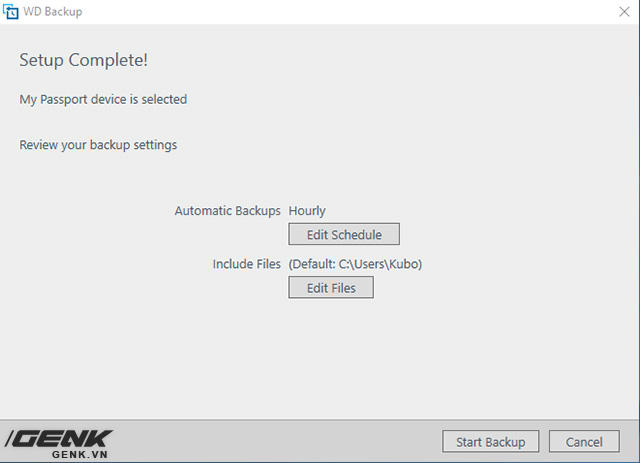 WD Backup
Setup Complete!
My Passport device is selected
Review your backup settings
Automatic Backups Hourly
Edit Schedule
Include Files (Default: C:\Users\Kubo)
Edit Files
GENK
GENK.VN
Start Backup Cancel